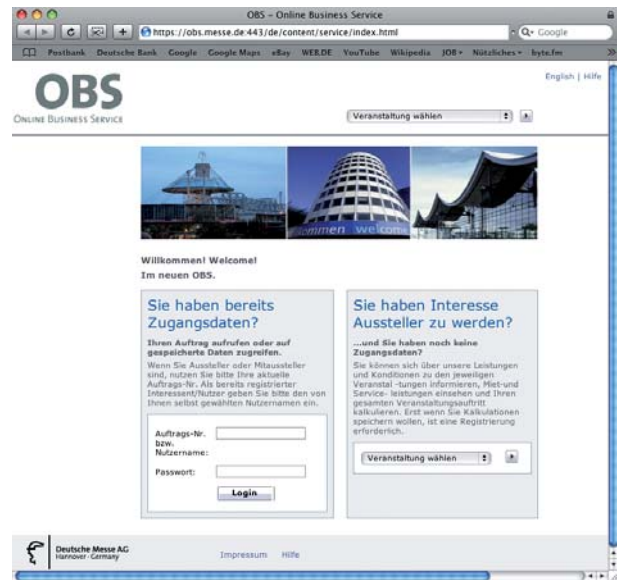 OBS – Online Business Service
https://obs.messe.de:443/de/content/service/index.html
Google
Postbank Deutsche Bank Google Google Maps eBay WEB.DE YouTube Wikipedia JOB Nützliches byte.fm
English | Hilfe
OBS
ONLINE BUSINESS SERVICE
Veranstaltung wählen
kommen welcome
Willkommen! Welcome!
Im neuen OBS.
Sie haben bereits
Zugangsdaten?
Ihren Auftrag aufrufen oder auf
gespeicherte Daten zugreifen.
Wenn Sie Aussteller oder Mitaussteller
sind, nutzen Sie bitte Ihre aktuelle
Auftrags-Nr. Als bereits registrierter
Interessent/Nutzer geben Sie bitte den von
Ihnen selbst gewählten Nutzernamen ein.
Auftrags-Nr.
bzw.
Nutzername:
Passwort:
Login
Sie haben Interesse
Aussteller zu werden?
...und Sie haben noch keine
Zugangsdaten?
Sie können sich über unsere Leistungen
und Konditionen zu den jeweiligen
Veranstal -tungen informieren, Miet-und
Service- leistungen einsehen und Ihren
gesamten Veranstaltungsauftritt
kalkulieren. Erst wenn Sie Kalkulationen
speichern wollen, ist eine Registrierung
erforderlich.
Veranstaltung wählen
Deutsche Messe AG
Hannover · Germany
Impressum Hilfe